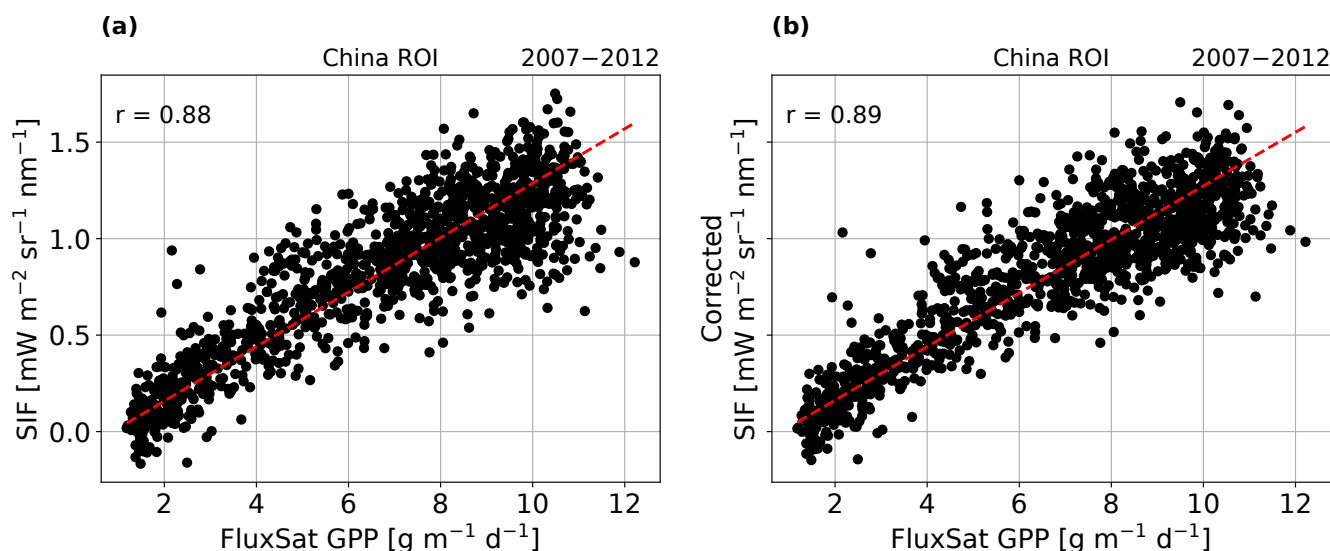 (a)
China ROI 2007−2012
r = 0.88
SIF [mW m⁻² sr⁻¹ nm⁻¹]
1.5
1.0
0.5
0.0
2 4 6 8 10 12
FluxSat GPP [g m⁻¹ d⁻¹]
(b)
China ROI 2007−2012
r = 0.89
Corrected
SIF [mW m⁻² sr⁻¹ nm⁻¹]
2 4 6 8 10 12
FluxSat GPP [g m⁻¹ d⁻¹]